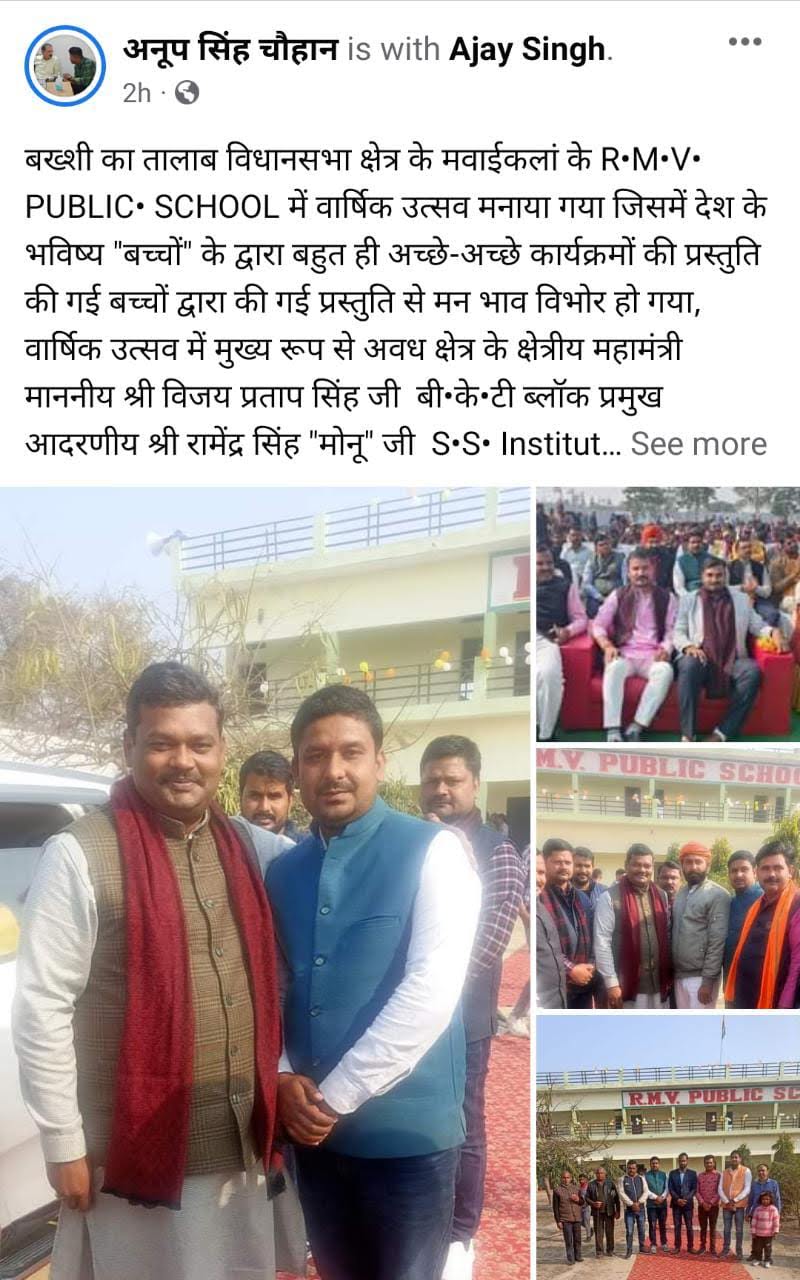 अनूप सिंह चौहान is with Ajay Singh.
2h ·
बख्शी का तालाब विधानसभा क्षेत्र के मवाईकलां के R•M•V•
PUBLIC• SCHOOL में वार्षिक उत्सव मनाया गया जिसमें देश के
भविष्य "बच्चों" के द्वारा बहुत ही अच्छे-अच्छे कार्यक्रमों की प्रस्तुति
की गई बच्चों द्वारा की गई प्रस्तुति से मन भाव विभोर हो गया,
वार्षिक उत्सव में मुख्य रूप से अवध क्षेत्र के क्षेत्रीय महामंत्री
माननीय श्री विजय प्रताप सिंह जी बी•के•टी ब्लॉक प्रमुख
आदरणीय श्री रामेंद्र सिंह "मोनू" जी S•S• Institut... See more
M.V. PUBLIC SCHOO
R.M.V. PUBLIC SC